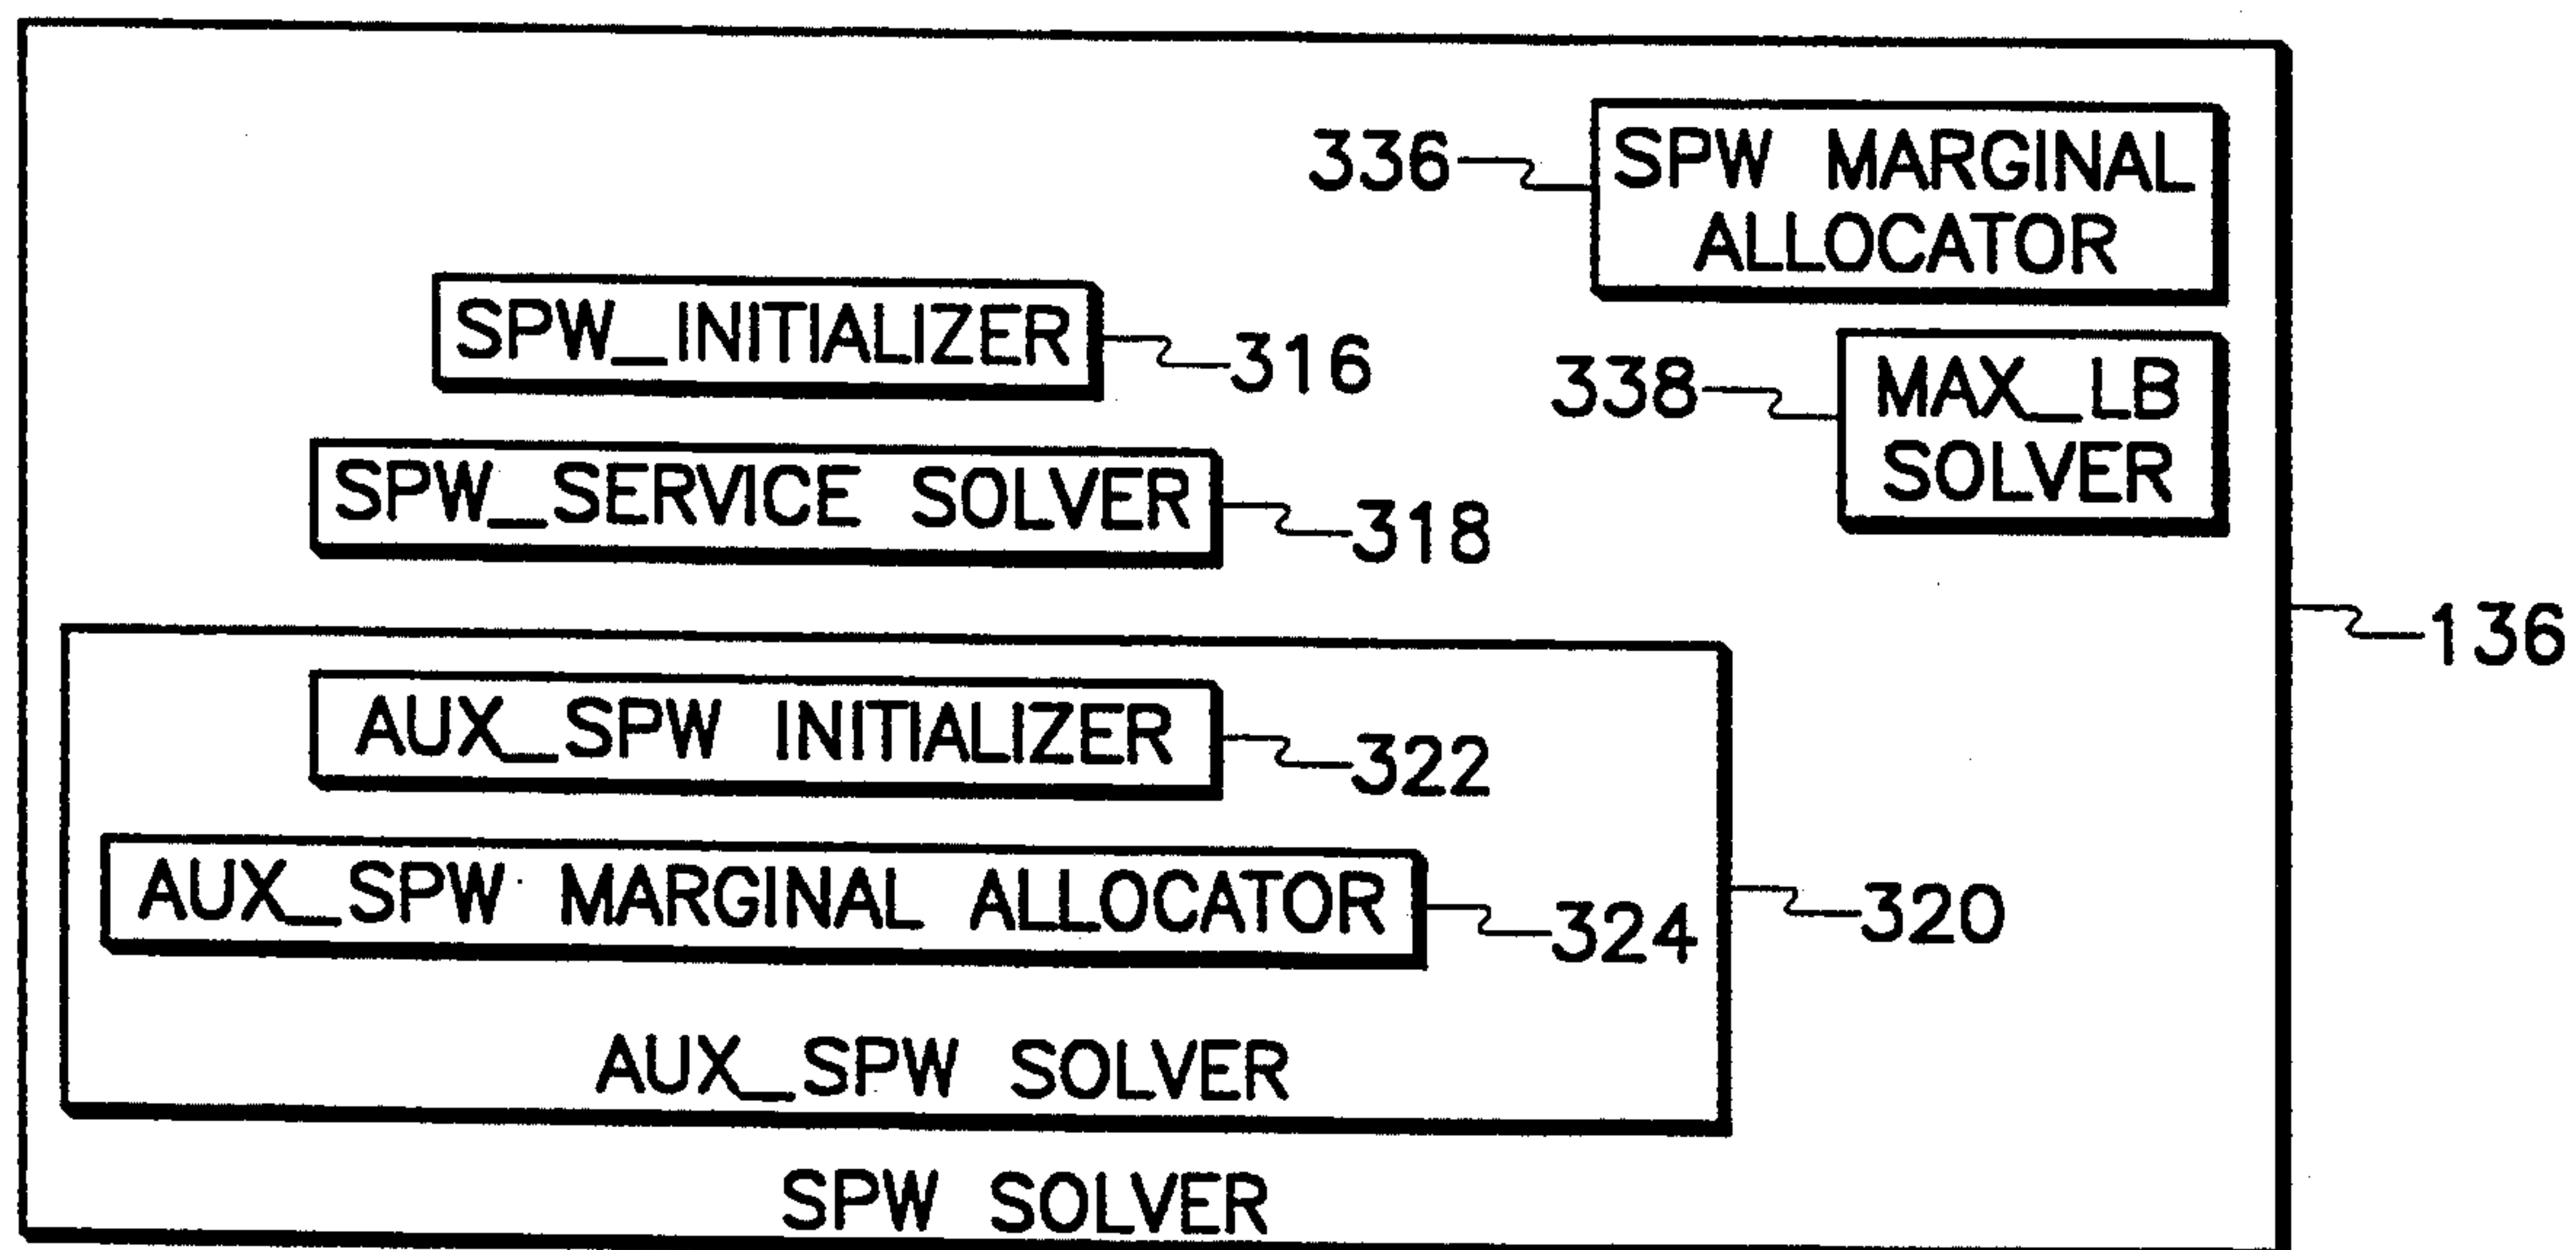 336
SPW MARGINAL
ALLOCATOR
SPW_INITIALIZER
316
338
MAX_LB
SOLVER
SPW_SERVICE SOLVER
318
136
AUX_SPW INITIALIZER
322
AUX_SPW MARGINAL ALLOCATOR
324
320
AUX_SPW SOLVER
SPW SOLVER